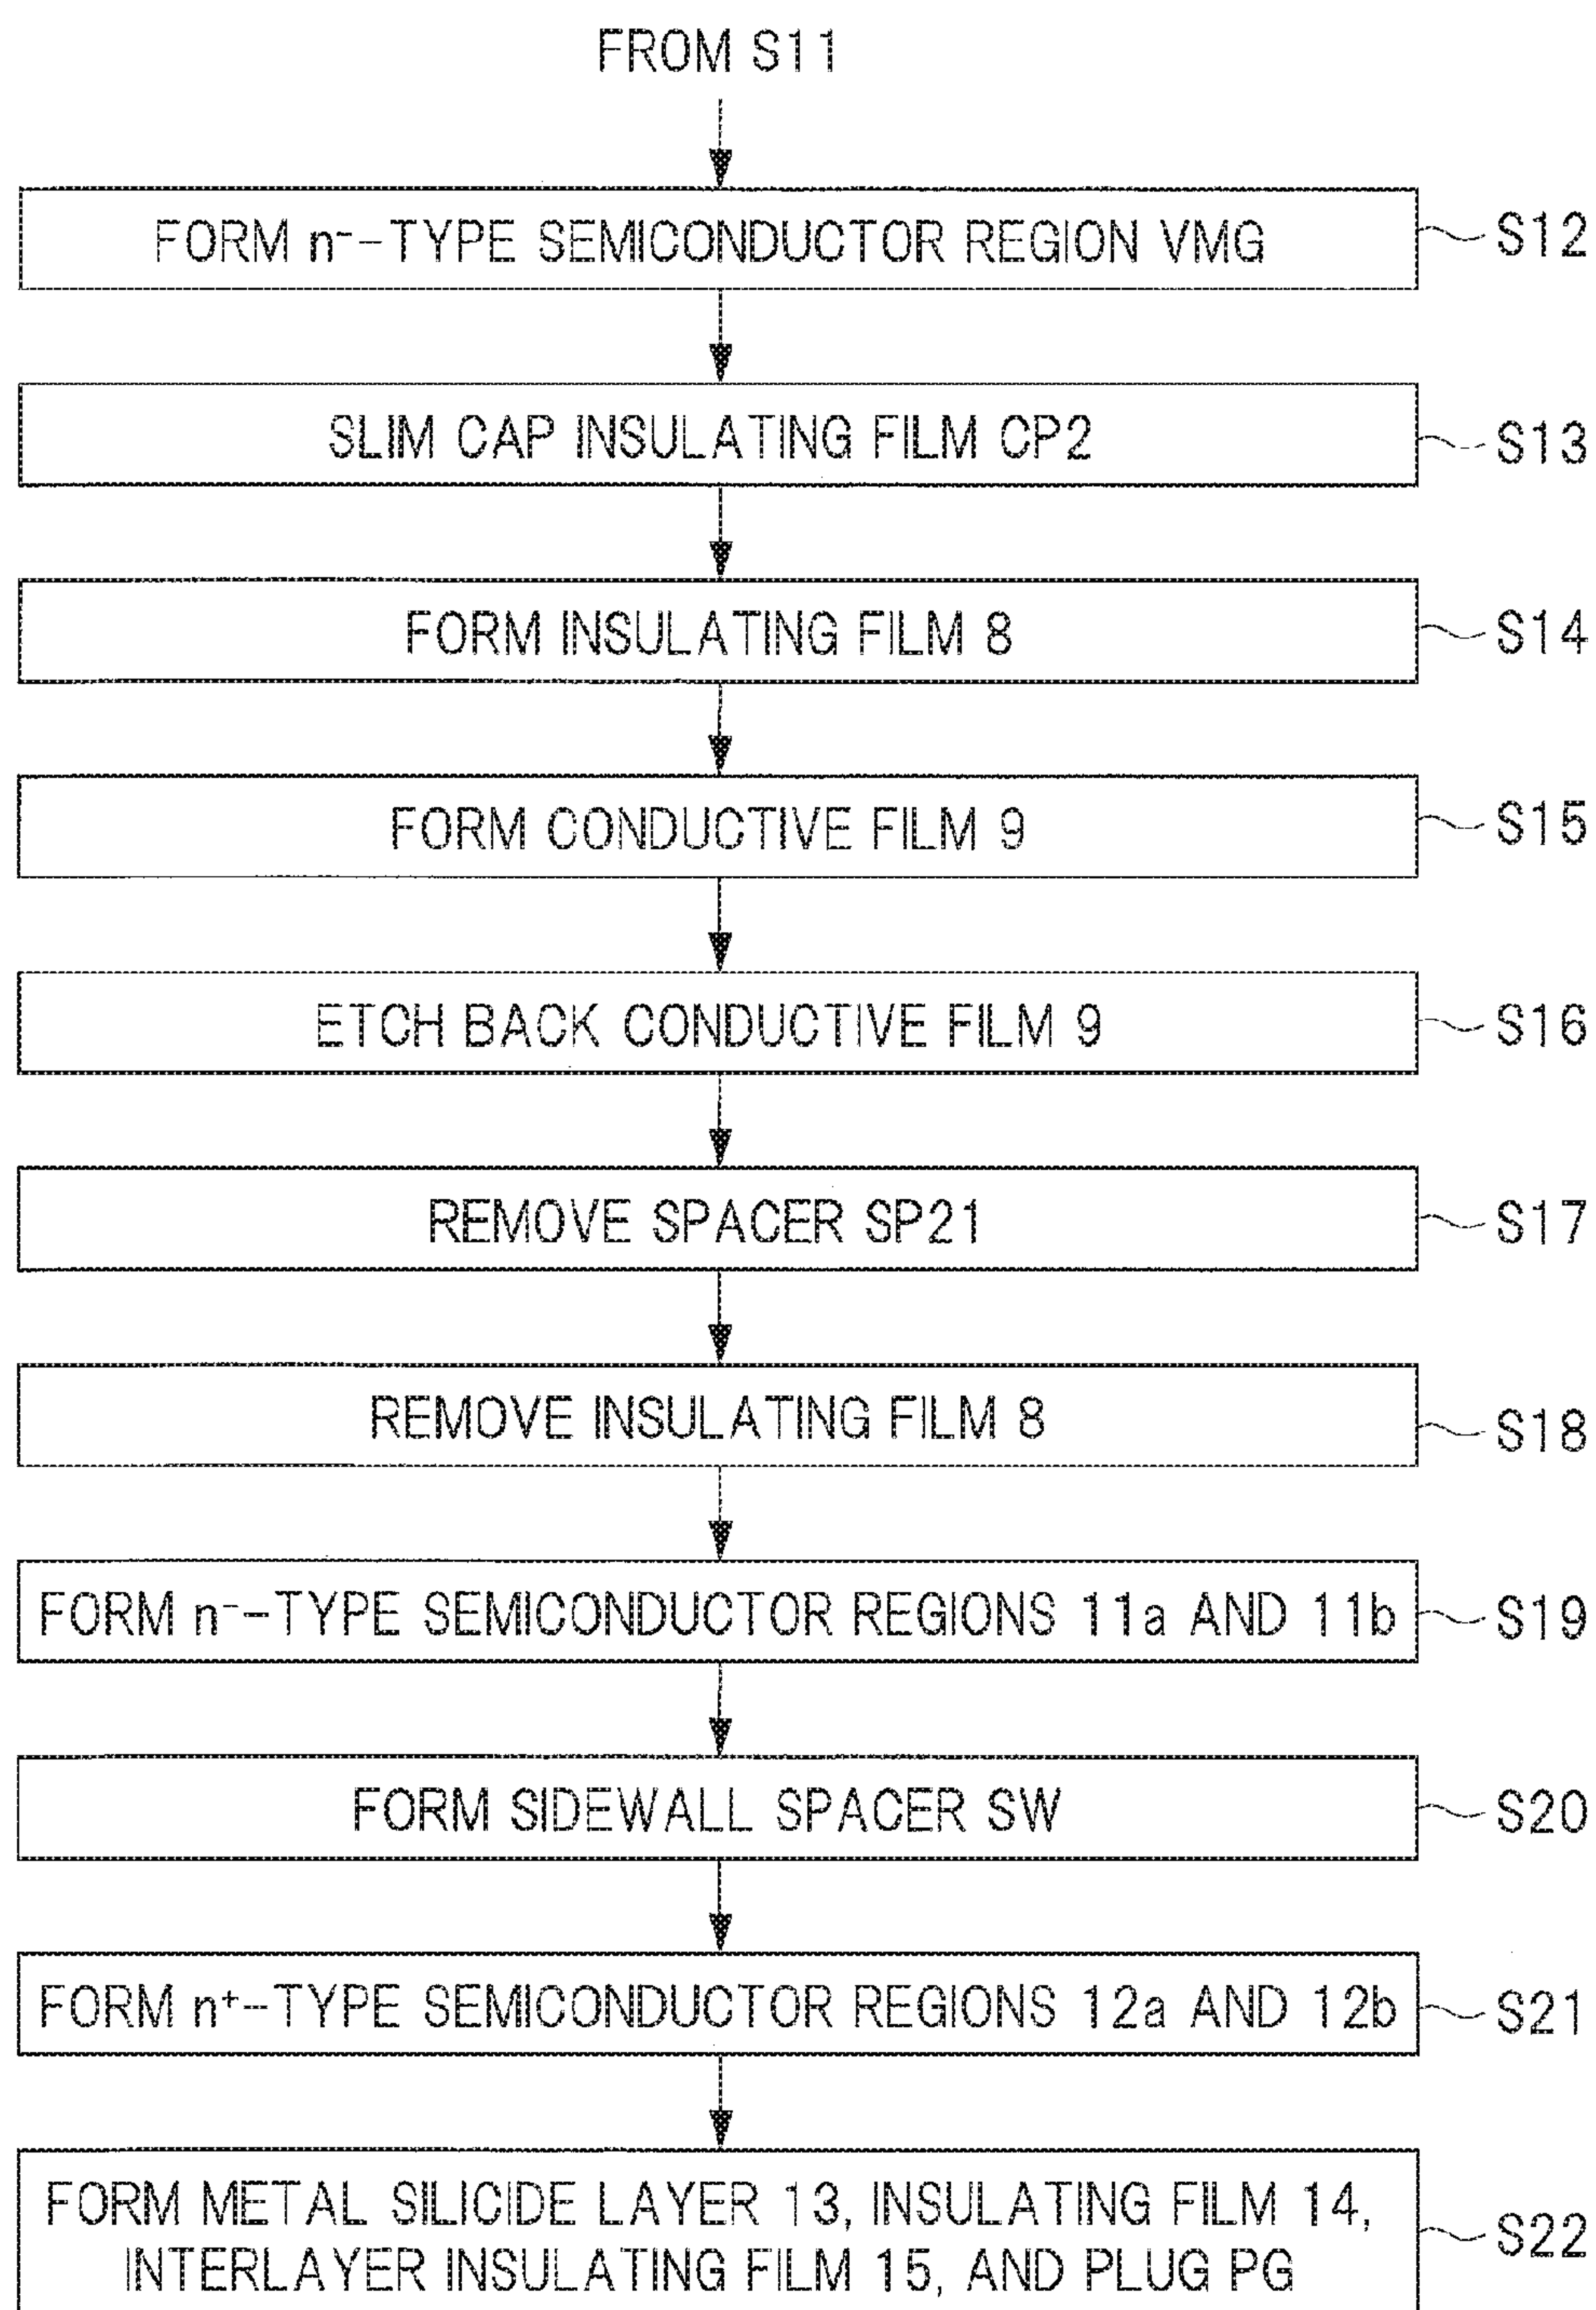 FROM S11
FORM n⁻-TYPE SEMICONDUCTOR REGION VMG
S12
SLIM CAP INSULATING FILM CP2
S13
FORM INSULATING FILM 8
S14
FORM CONDUCTIVE FILM 9
S15
ETCH BACK CONDUCTIVE FILM 9
S16
REMOVE SPACER SP21
S17
REMOVE INSULATING FILM 8
S18
FORM n⁻-TYPE SEMICONDUCTOR REGIONS 11a AND 11b
S19
FORM SIDEWALL SPACER SW
S20
FORM n⁺-TYPE SEMICONDUCTOR REGIONS 12a AND 12b
S21
FORM METAL SILICIDE LAYER 13, INSULATING FILM 14,
INTERLAYER INSULATING FILM 15, AND PLUG PG
S22